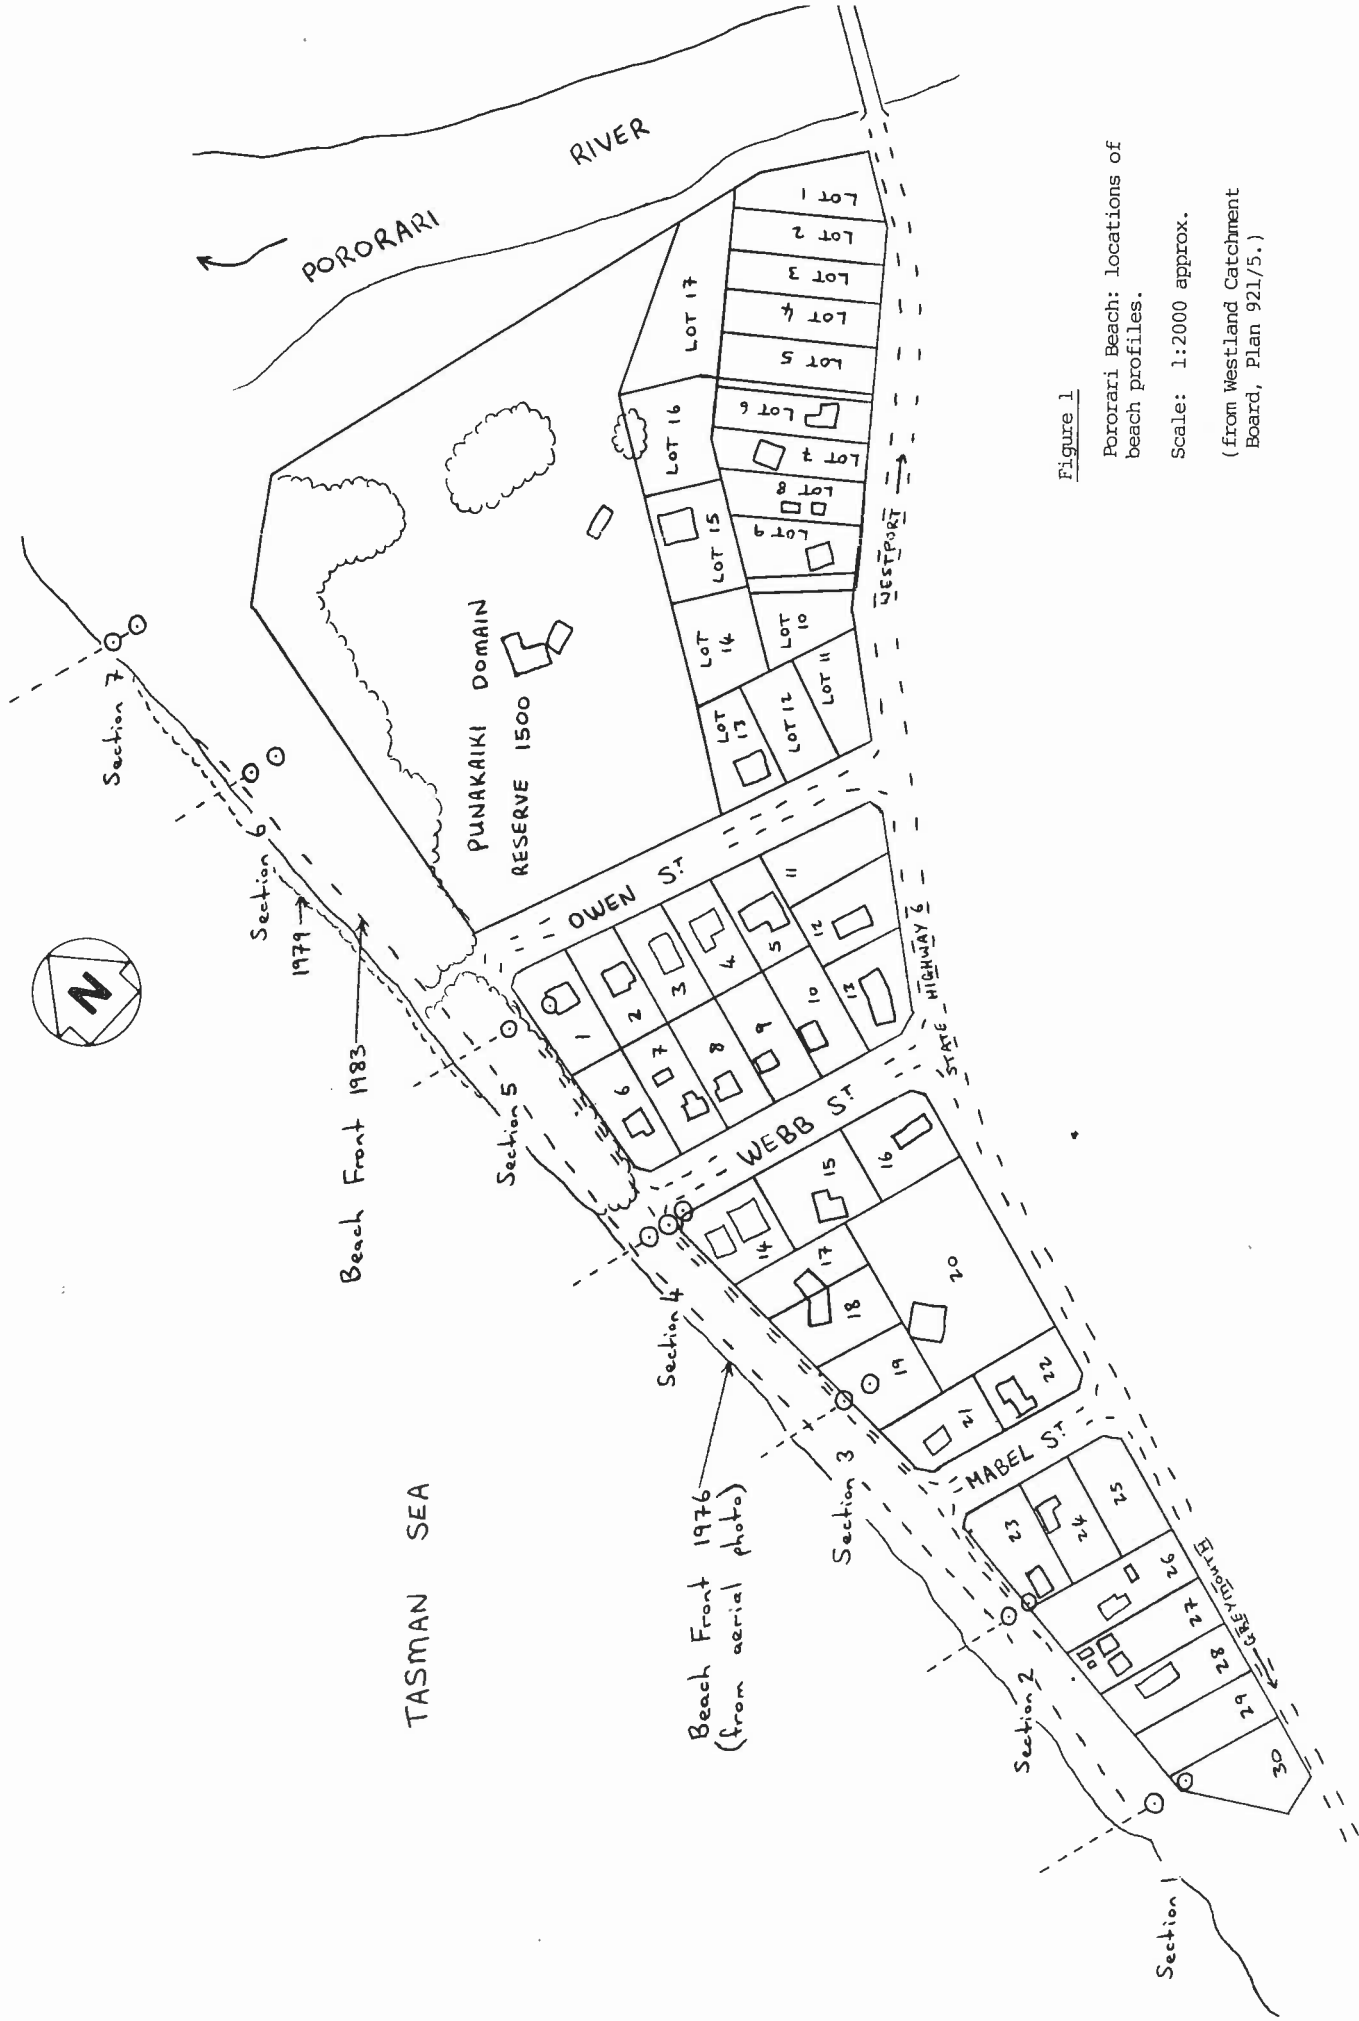 N
TASMAN SEA
PORORARI
RIVER
Section 7
Section 6
1979
Beach Front 1983
Section 5
Section 4
Beach Front 1976
(from aerial photo)
Section 3
Section 2
Section 1
PUNAKAIKI DOMAIN
RESERVE 1500
LOT 17
LOT 16
LOT 15
LOT 14
LOT 13
LOT 12
LOT 11
LOT 10
LOT 9
LOT 8
LOT 7
LOT 6
LOT 5
LOT 4
LOT 3
LOT 2
LOT 1
WESTPORT
OWEN ST
1
2
3
4
5
11
12
13
6
7
8
9
10
WEBB ST
STATE HIGHWAY 6
14
15
16
17
18
19
20
21
22
MABEL ST
23
24
25
26
27
28
29
30
GREYMOUTH
Figure 1
Pororari Beach: locations of
beach profiles.
Scale: 1:2000 approx.
(from Westland Catchment
Board, Plan 921/5.)